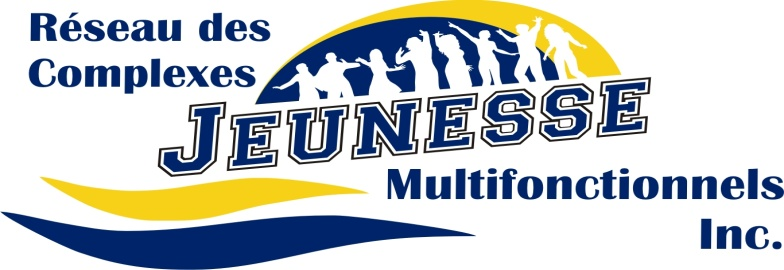 Réseau des
Complexes
JEUNESSE
Multifonctionnels
Inc.